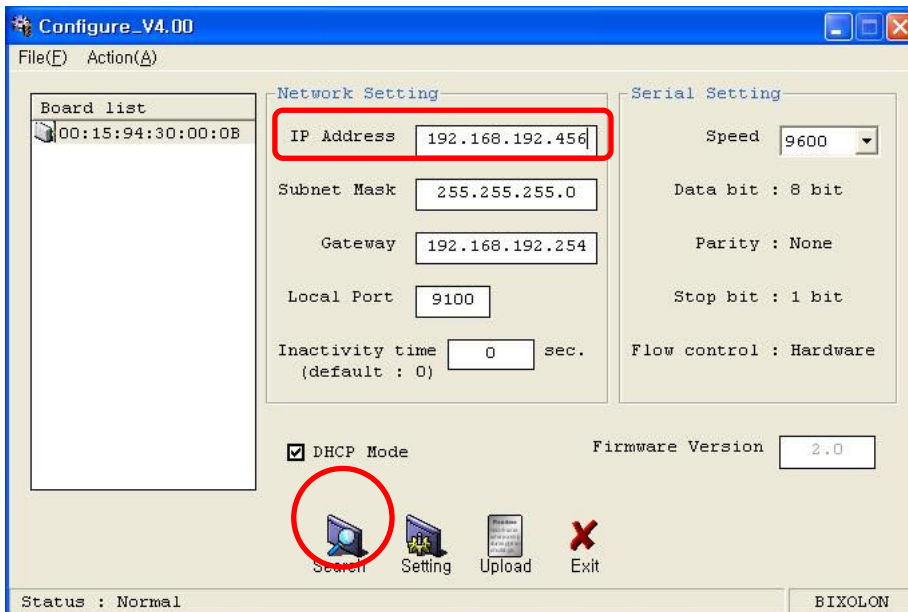 Configure_V4.00
File(F) Action(A)
Board list
00:15:94:30:00:0B
Network Setting
IP Address 192.168.192.456
Subnet Mask 255.255.255.0
Gateway 192.168.192.254
Local Port 9100
Inactivity time 0 sec.
(default : 0)
Serial Setting
Speed 9600
Data bit : 8 bit
Parity : None
Stop bit : 1 bit
Flow control : Hardware
DHCP Mode
Firmware Version 2.0
Search Setting Upload Exit
Status : Normal BIXOLON